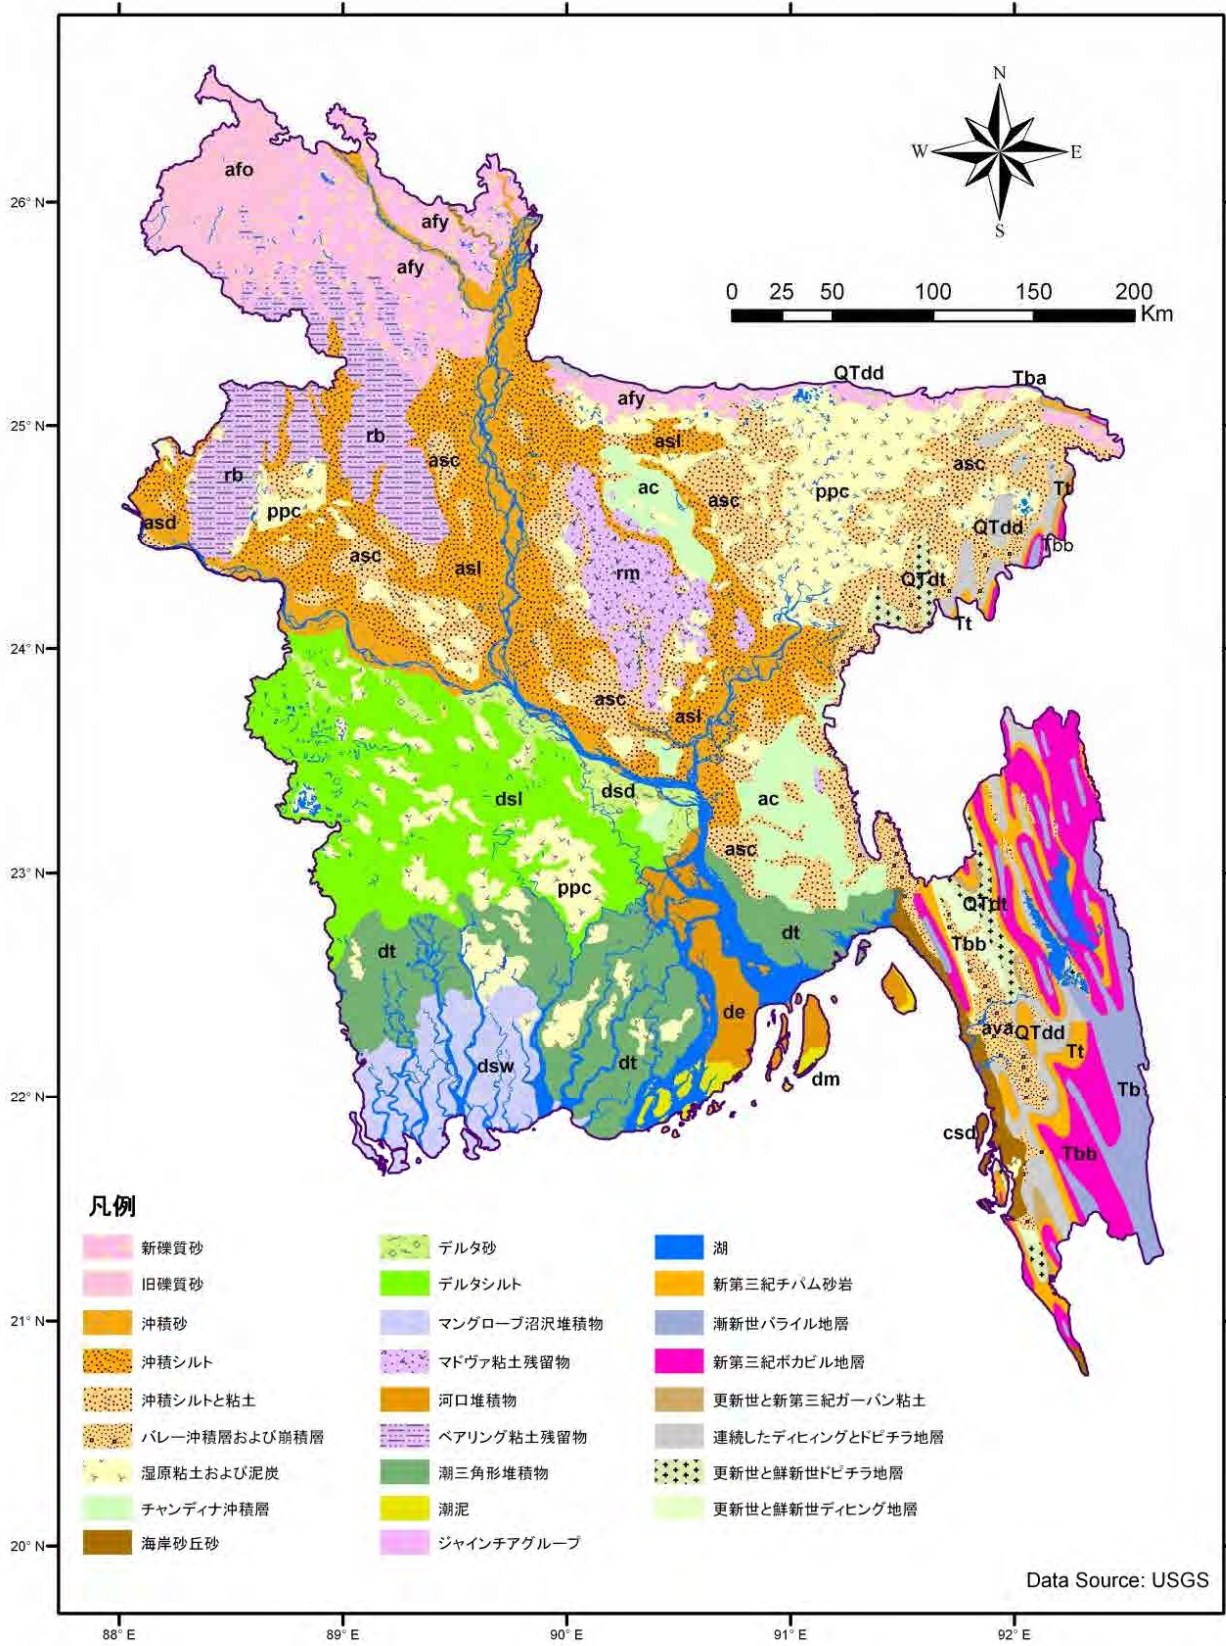 N
W E
S
0 25 50 100 150 200
Km
26° N
25° N
24° N
23° N
22° N
21° N
20° N
afo
afy
afy
QTdd
Tba
afy
asl
rb
asc
asc
rb
ac
asc
ppc
Tt
ppc
asd
QTdd
Tbb
asc
asl
rm
QTdt
Tt
asc
asl
dsl
dsd
ac
asc
ppc
QTdt
dt
dt
Tbb
de
ava
QTdd
Tt
dsw
dt
dm
Tb
csd
Tbb
凡例
新礫質砂
旧礫質砂
沖積砂
沖積シルト
沖積シルトと粘土
バレー沖積層および崩積層
湿原粘土および泥炭
チャンディナ沖積層
海岸砂丘砂
デルタ砂
デルタシルト
マングローブ沼沢堆積物
マドヴァ粘土残留物
河口堆積物
ベアリング粘土残留物
潮三角形堆積物
潮泥
ジャインチアグループ
湖
新第三紀チパム砂岩
漸新世バライル地層
新第三紀ボカビル地層
更新世と新第三紀ガーバン粘土
連続したディヒィングとドピチラ地層
更新世と鮮新世ドピチラ地層
更新世と鮮新世ディヒング地層
Data Source: USGS
88° E 89° E 90° E 91° E 92° E